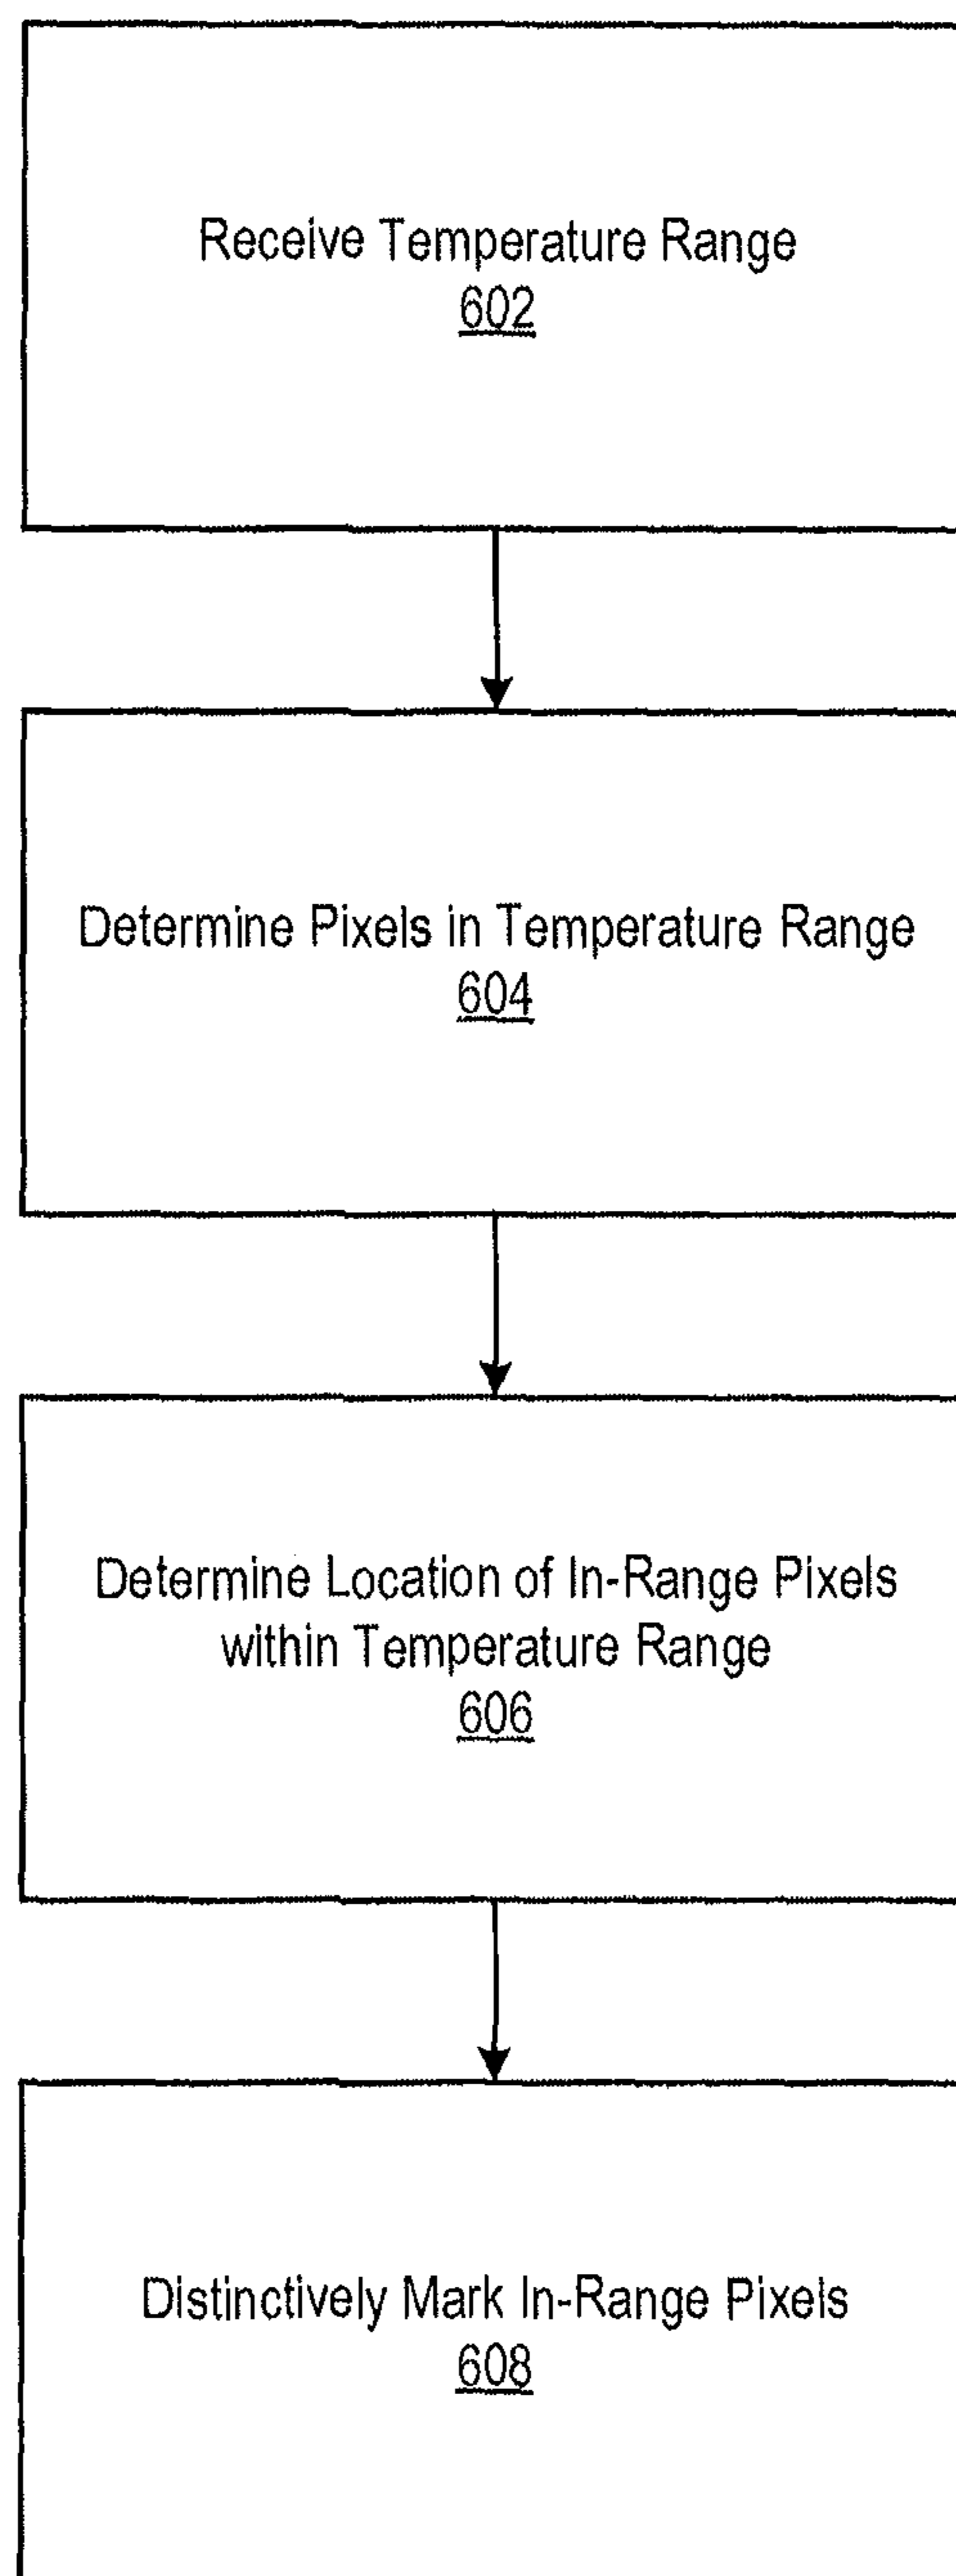 Receive Temperature Range
602
Determine Pixels in Temperature Range
604
Determine Location of In-Range Pixels
within Temperature Range
606
Distinctively Mark In-Range Pixels
608